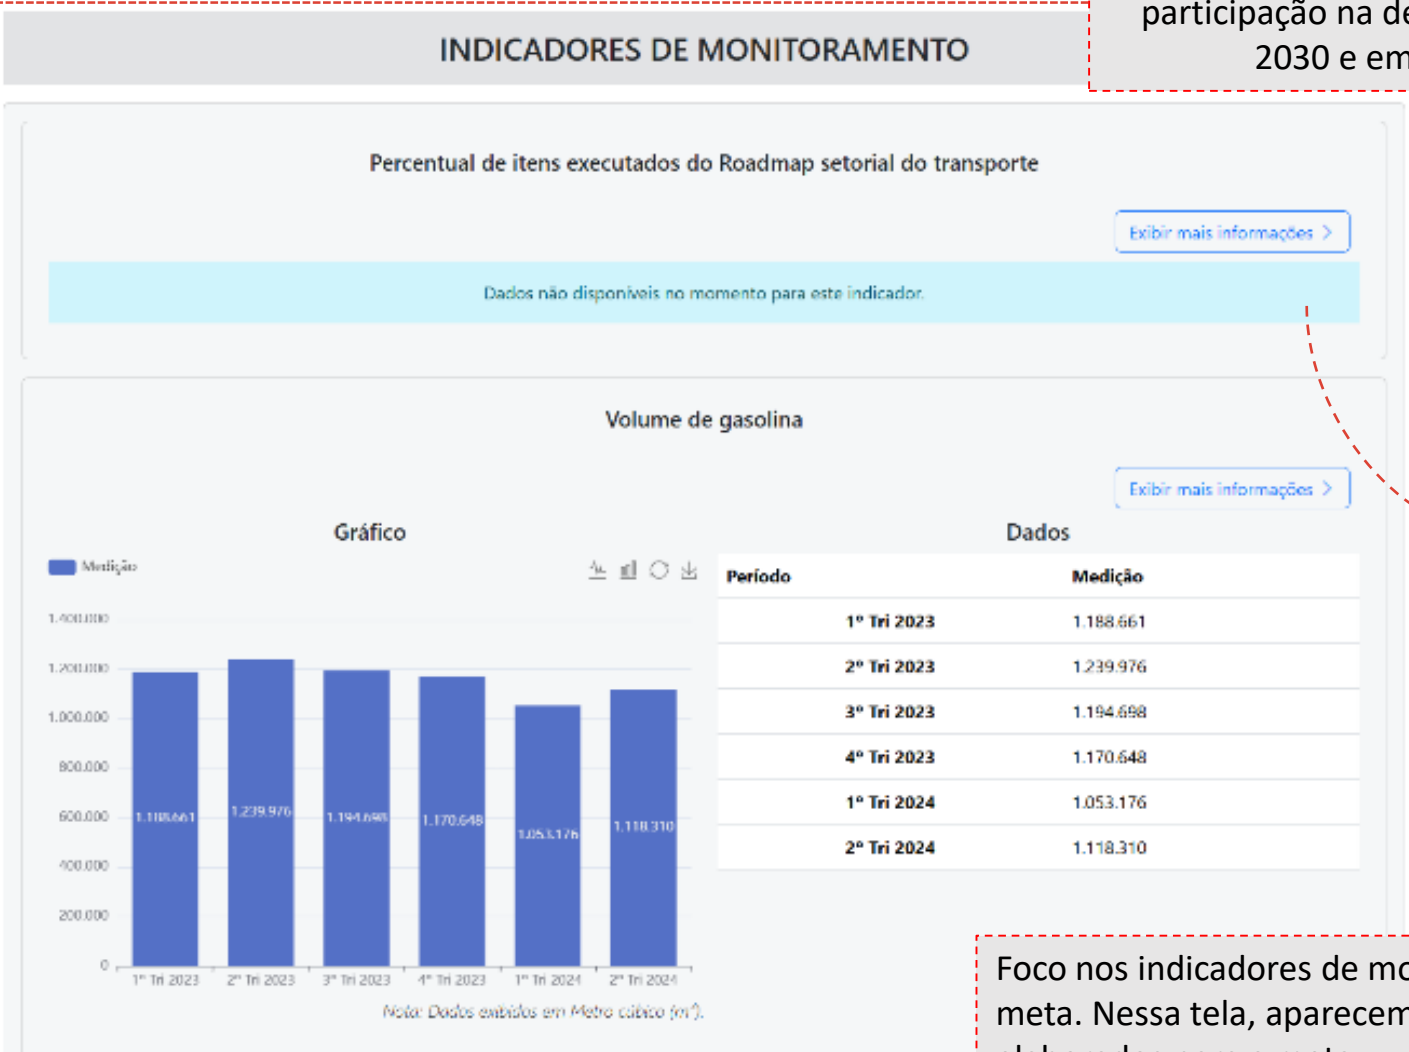 participação na de
2030 e em
INDICADORES DE MONITORAMENTO
Percentual de itens executados do Roadmap setorial do transporte
Exibir mais informações >
Dados não disponíveis no momento para este indicador.
Volume de gasolina
Exibir mais informações >
Gráfico
Medição
1.400.000
1.200.000
1.000.000
800.000
600.000
400.000
200.000
0
1.188.661
1.239.976
1.194.698
1.170.648
1.053.176
1.118.310
1º Tri 2023
2º Tri 2023
3º Tri 2023
4º Tri 2023
1º Tri 2024
2º Tri 2024
Nota: Dados exibidos em Metro cúbico (m³).
Dados
Período Medição
1º Tri 2023 1.188.661
2º Tri 2023 1.239.976
3º Tri 2023 1.194.698
4º Tri 2023 1.170.648
1º Tri 2024 1.053.176
2º Tri 2024 1.118.310
Foco nos indicadores de mo
meta. Nessa tela, aparecem